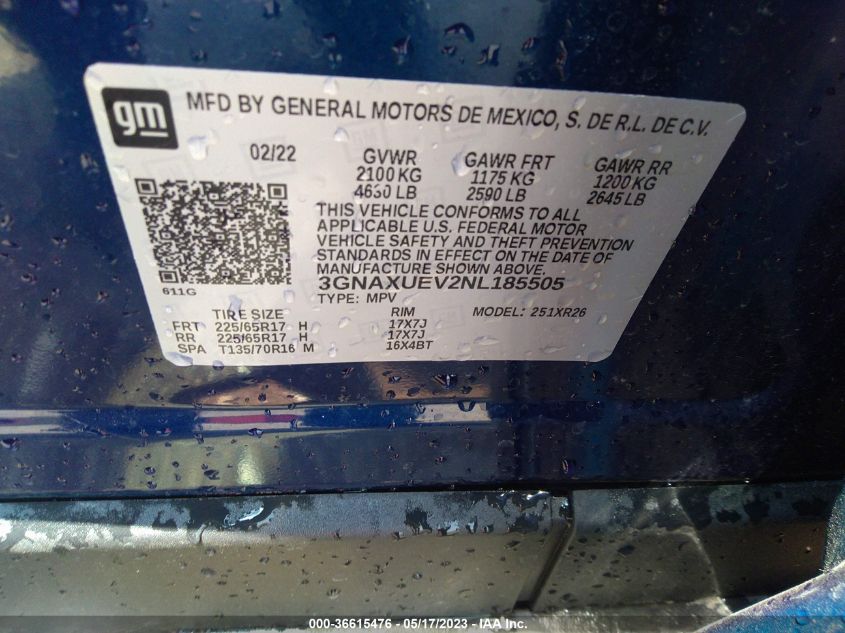 gm
MFD BY GENERAL MOTORS DE MEXICO, S. DE R.L. DE C.V.
02/22 GVWR GAWR FRT GAWR RR
2100 KG 1175 KG 1200 KG
4630 LB 2590 LB 2645 LB
THIS VEHICLE CONFORMS TO ALL
APPLICABLE U.S. FEDERAL MOTOR
VEHICLE SAFETY AND THEFT PREVENTION
STANDARDS IN EFFECT ON THE DATE OF
MANUFACTURE SHOWN ABOVE.
611G
3GNAXUEV2NL185505
TYPE: MPV MODEL: 251XR26
TIRE SIZE RIM
FRT 225/65R17 H 17X7J
RR 225/65R17 H 17X7J
SPA T135/70R16 M 16X4BT
000-36615476 — 05/17/2023 — IAA Inc.